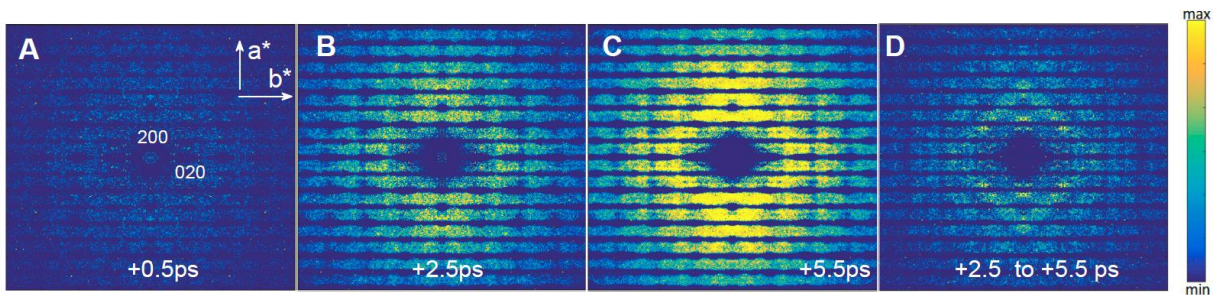 A
a*
b*
200
020
+0.5ps
B
+2.5ps
C
+5.5ps
D
+2.5 to +5.5 ps
max
min